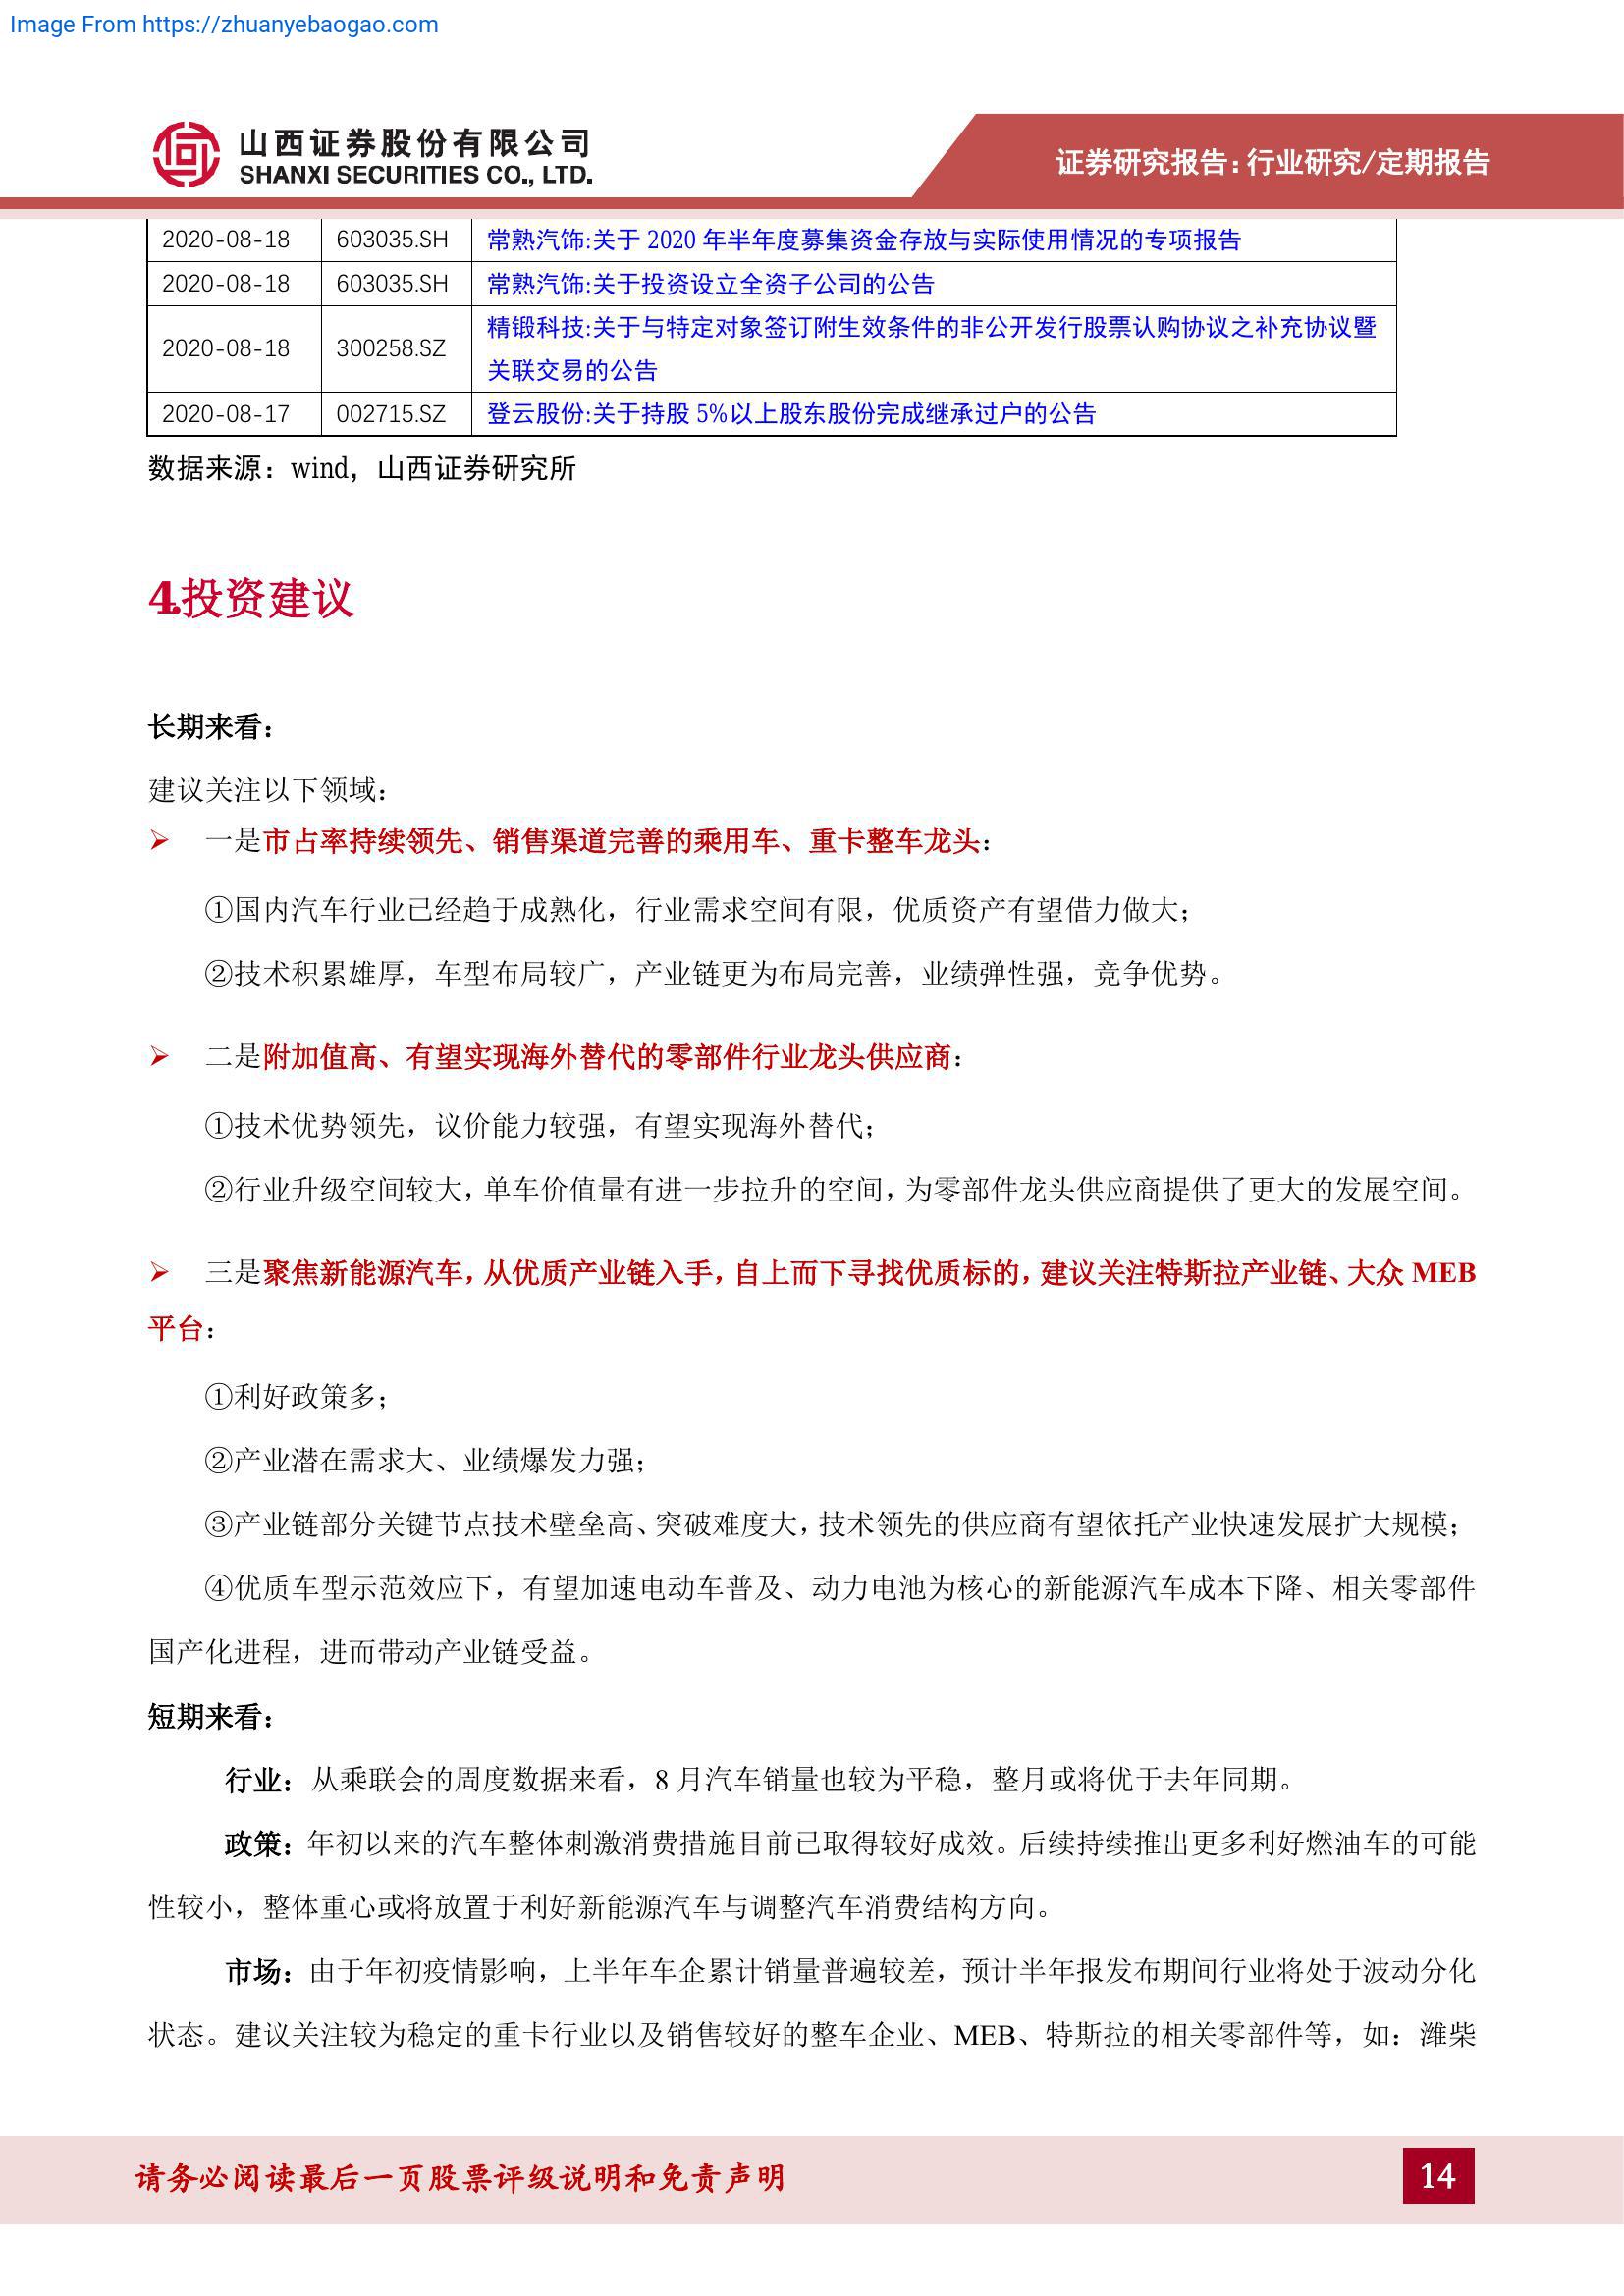 Image From https://zhuanyebaogao.com
山西证券股份有限公司
SHANXI SECURITIES CO., LTD.
证券研究报告：行业研究/定期报告
2020-08-18 603035.SH 常熟汽饰:关于 2020 年半年度募集资金存放与实际使用情况的专项报告
2020-08-18 603035.SH 常熟汽饰:关于投资设立全资子公司的公告
2020-08-18 300258.SZ 精锻科技:关于与特定对象签订附生效条件的非公开发行股票认购协议之补充协议暨
关联交易的公告
2020-08-17 002715.SZ 登云股份:关于持股 5%以上股东股份完成继承过户的公告
数据来源：wind，山西证券研究所
4.投资建议
长期来看：
建议关注以下领域：
➢ 一是市占率持续领先、销售渠道完善的乘用车、重卡整车龙头：
①国内汽车行业已经趋于成熟化，行业需求空间有限，优质资产有望借力做大；
②技术积累雄厚，车型布局较广，产业链更为布局完善，业绩弹性强，竞争优势。
➢ 二是附加值高、有望实现海外替代的零部件行业龙头供应商：
①技术优势领先，议价能力较强，有望实现海外替代；
②行业升级空间较大，单车价值量有进一步拉升的空间，为零部件龙头供应商提供了更大的发展空间。
➢ 三是聚焦新能源汽车，从优质产业链入手，自上而下寻找优质标的，建议关注特斯拉产业链、大众 MEB
平台：
①利好政策多；
②产业潜在需求大、业绩爆发力强；
③产业链部分关键节点技术壁垒高、突破难度大，技术领先的供应商有望依托产业快速发展扩大规模；
④优质车型示范效应下，有望加速电动车普及、动力电池为核心的新能源汽车成本下降、相关零部件
国产化进程，进而带动产业链受益。
短期来看：
行业：从乘联会的周度数据来看，8 月汽车销量也较为平稳，整月或将优于去年同期。
政策：年初以来的汽车整体刺激消费措施目前已取得较好成效。后续持续推出更多利好燃油车的可能
性较小，整体重心或将放置于利好新能源汽车与调整汽车消费结构方向。
市场：由于年初疫情影响，上半年车企累计销量普遍较差，预计半年报发布期间行业将处于波动分化
状态。建议关注较为稳定的重卡行业以及销售较好的整车企业、MEB、特斯拉的相关零部件等，如：潍柴
请务必阅读最后一页股票评级说明和免责声明
14